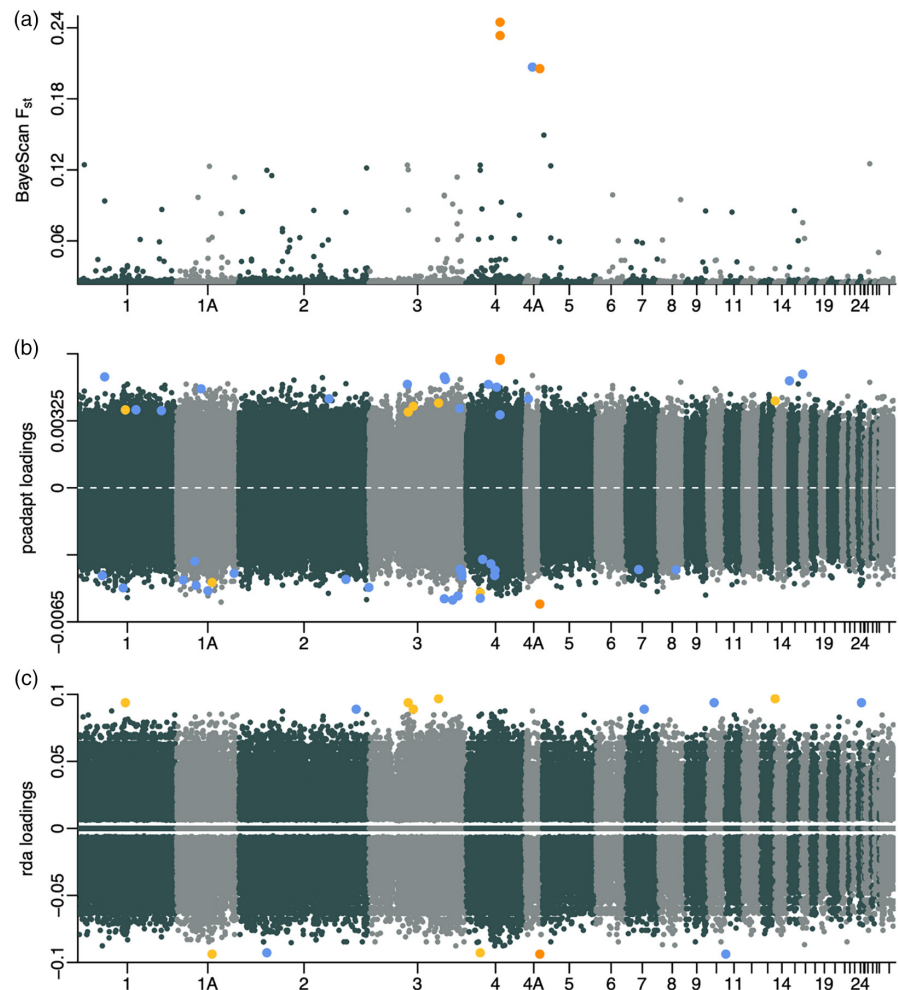 (a)
BayeScan Fst
0.24
0.18
0.12
0.06
1 1A 2 3 4 4A 5 6 7 8 9 11 14 19 24
(b)
pcadapt loadings
0.00325
0
-0.0065
1 1A 2 3 4 4A 5 6 7 8 9 11 14 19 24
(c)
rda loadings
0.1
0.05
0
-0.05
-0.1
1 1A 2 3 4 4A 5 6 7 8 9 11 14 19 24